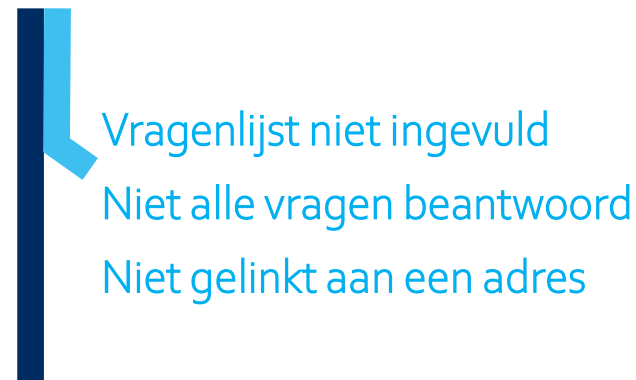 Vragenlijst niet ingevuld
Niet alle vragen beantwoord
Niet gelinkt aan een adres